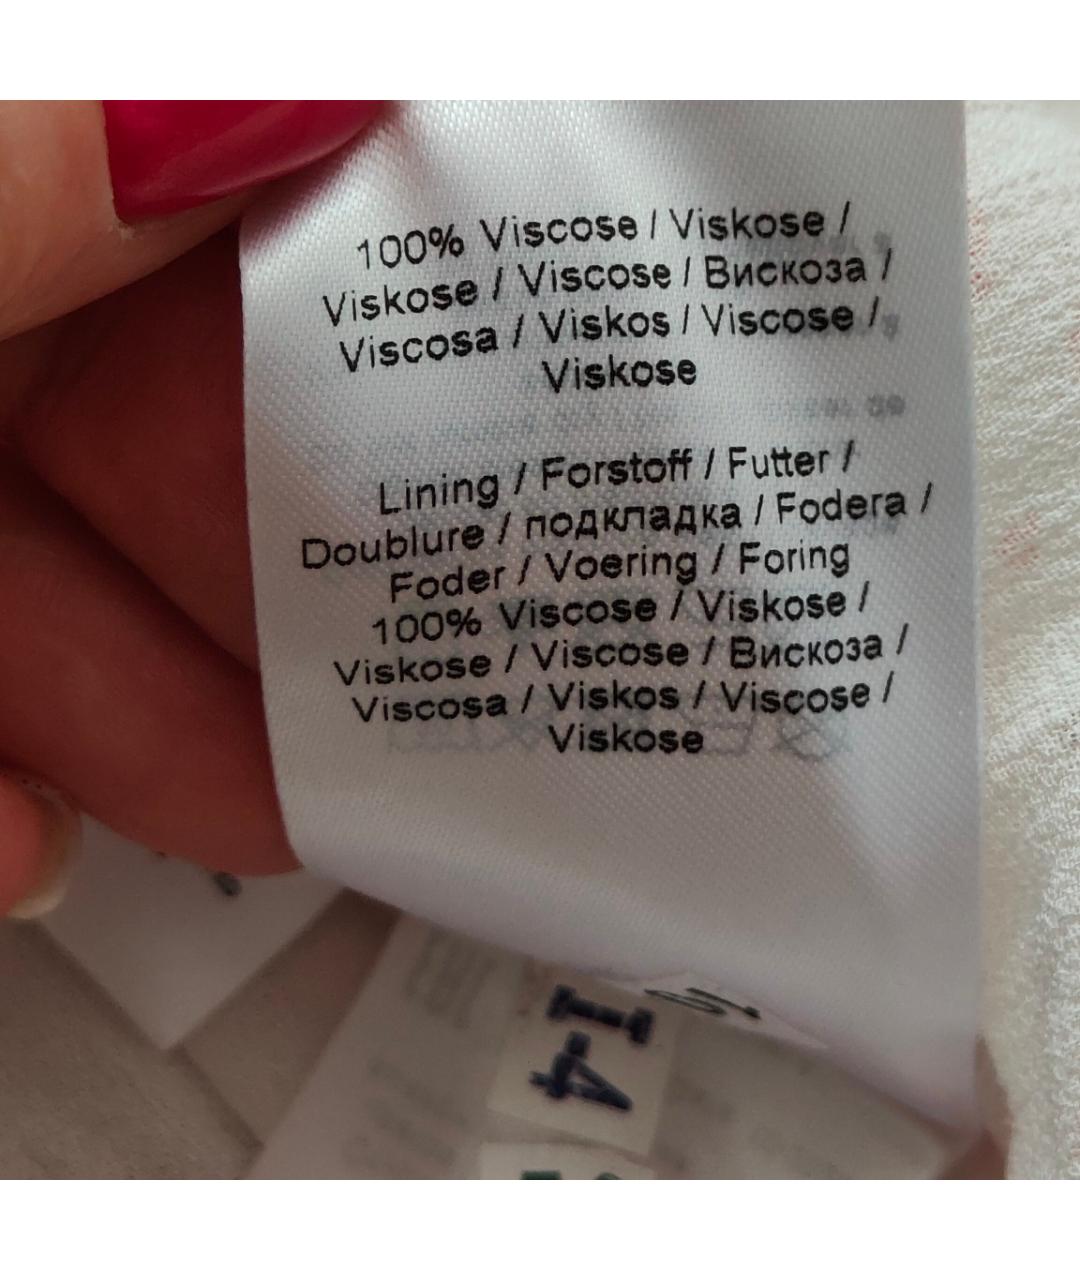 100% Viscose / Viskose /
Viskose / Viscose / Вискоза /
Viscosa / Viskos / Viscose /
Viskose
Lining / Forstoff / Futter /
Doublure / подкладка / Fodera /
Foder / Voering / Foring
100% Viscose / Viskose /
Viskose / Viscose / Вискоза /
Viscosa / Viskos / Viscose /
Viskose
I-4